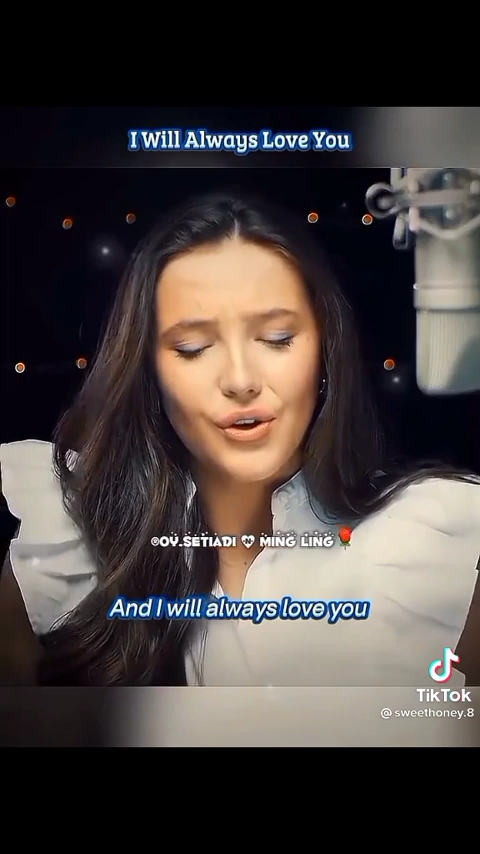 I Will Always Love You
©OY.SETIADI 🤍 MING LING🌹
And I will always love you
TikTok
@sweethoney.8